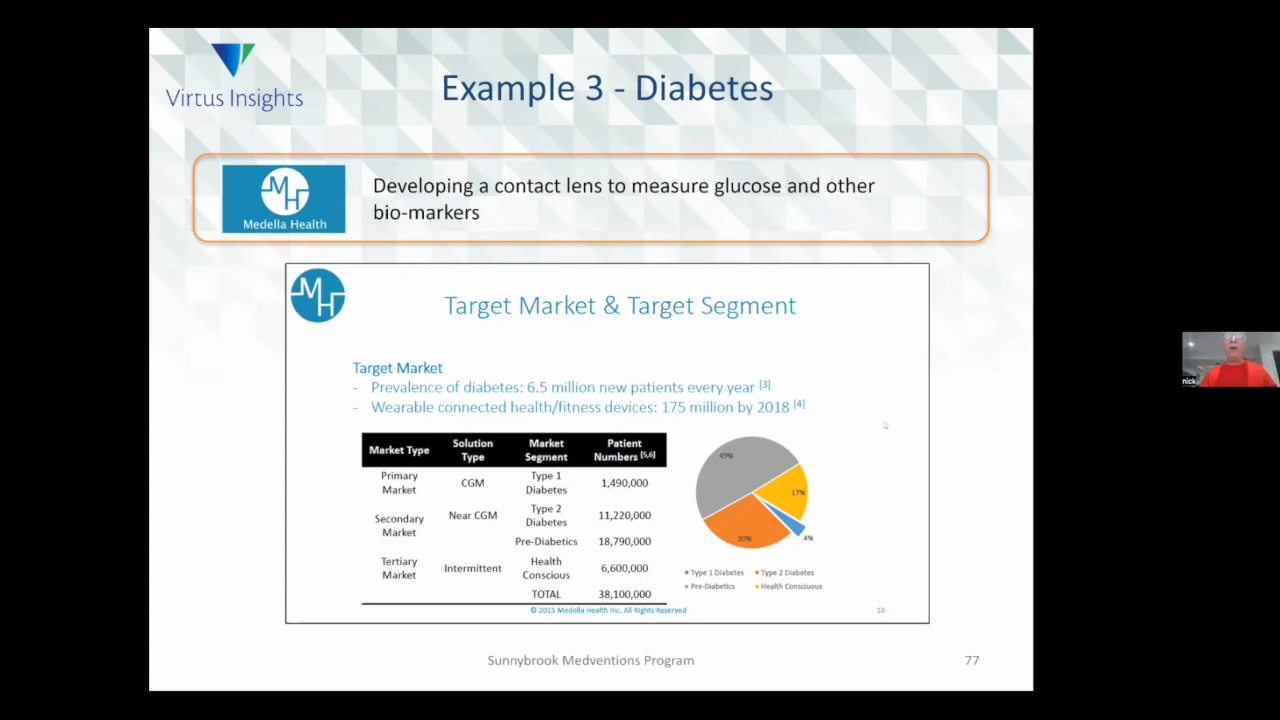 Virtus Insights
Example 3 - Diabetes
MH
Medella Health
Developing a contact lens to measure glucose and other
bio-markers
MH
Target Market & Target Segment
Target Market
- Prevalence of diabetes: 6.5 million new patients every year [3]
- Wearable connected health/fitness devices: 175 million by 2018 [4]
Market Type Solution Type Market Segment Patient Numbers [5,6]
Primary Market CGM Type 1 Diabetes 1,490,000
Secondary Market Near CGM Type 2 Diabetes 11,220,000
Pre-Diabetics 18,790,000
Tertiary Market Intermittent Health Conscious 6,600,000
TOTAL 38,100,000
49%
17%
30%
4%
Type 1 Diabetes Type 2 Diabetes
Pre-Diabetics Health Consciuous
© 2015 Medella Health Inc. All Rights Reserved
10
Sunnybrook Medventions Program
77
nick